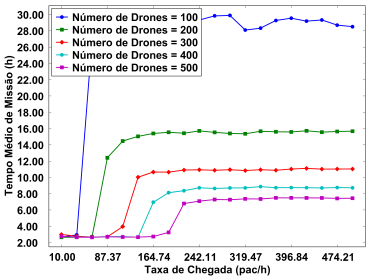 Tempo Médio de Missão (h)
30.00
28.00
26.00
24.00
22.00
20.00
18.00
16.00
14.00
12.00
10.00
8.00
6.00
4.00
2.00
Número de Drones = 100
Número de Drones = 200
Número de Drones = 300
Número de Drones = 400
Número de Drones = 500
10.00 87.37 164.74 242.11 319.47 396.84 474.21
Taxa de Chegada (pac/h)